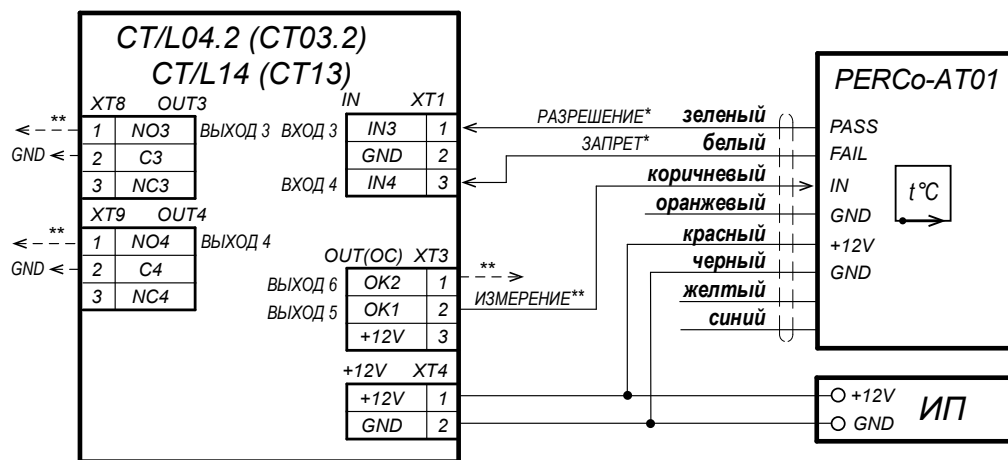 CT/L04.2 (CT03.2)
CT/L14 (CT13)
XT8 OUT3
1 NO3 ВЫХОД 3
2 C3
3 NC3
**
GND
XT9 OUT4
1 NO4 ВЫХОД 4
2 C4
3 NC4
**
GND
IN XT1
ВХОД 3 IN3 1
GND 2
ВХОД 4 IN4 3
OUT(OC) XT3
ВЫХОД 6 OK2 1
ВЫХОД 5 OK1 2
+12V 3
+12V XT4
+12V 1
GND 2
**
РАЗРЕШЕНИЕ*
ЗАПРЕТ*
ИЗМЕРЕНИЕ**
зеленый
белый
коричневый
оранжевый
красный
черный
желтый
синий
PERCo-AT01
PASS
FAIL
IN
GND
+12V
GND
t°C
+12V
GND
ИП